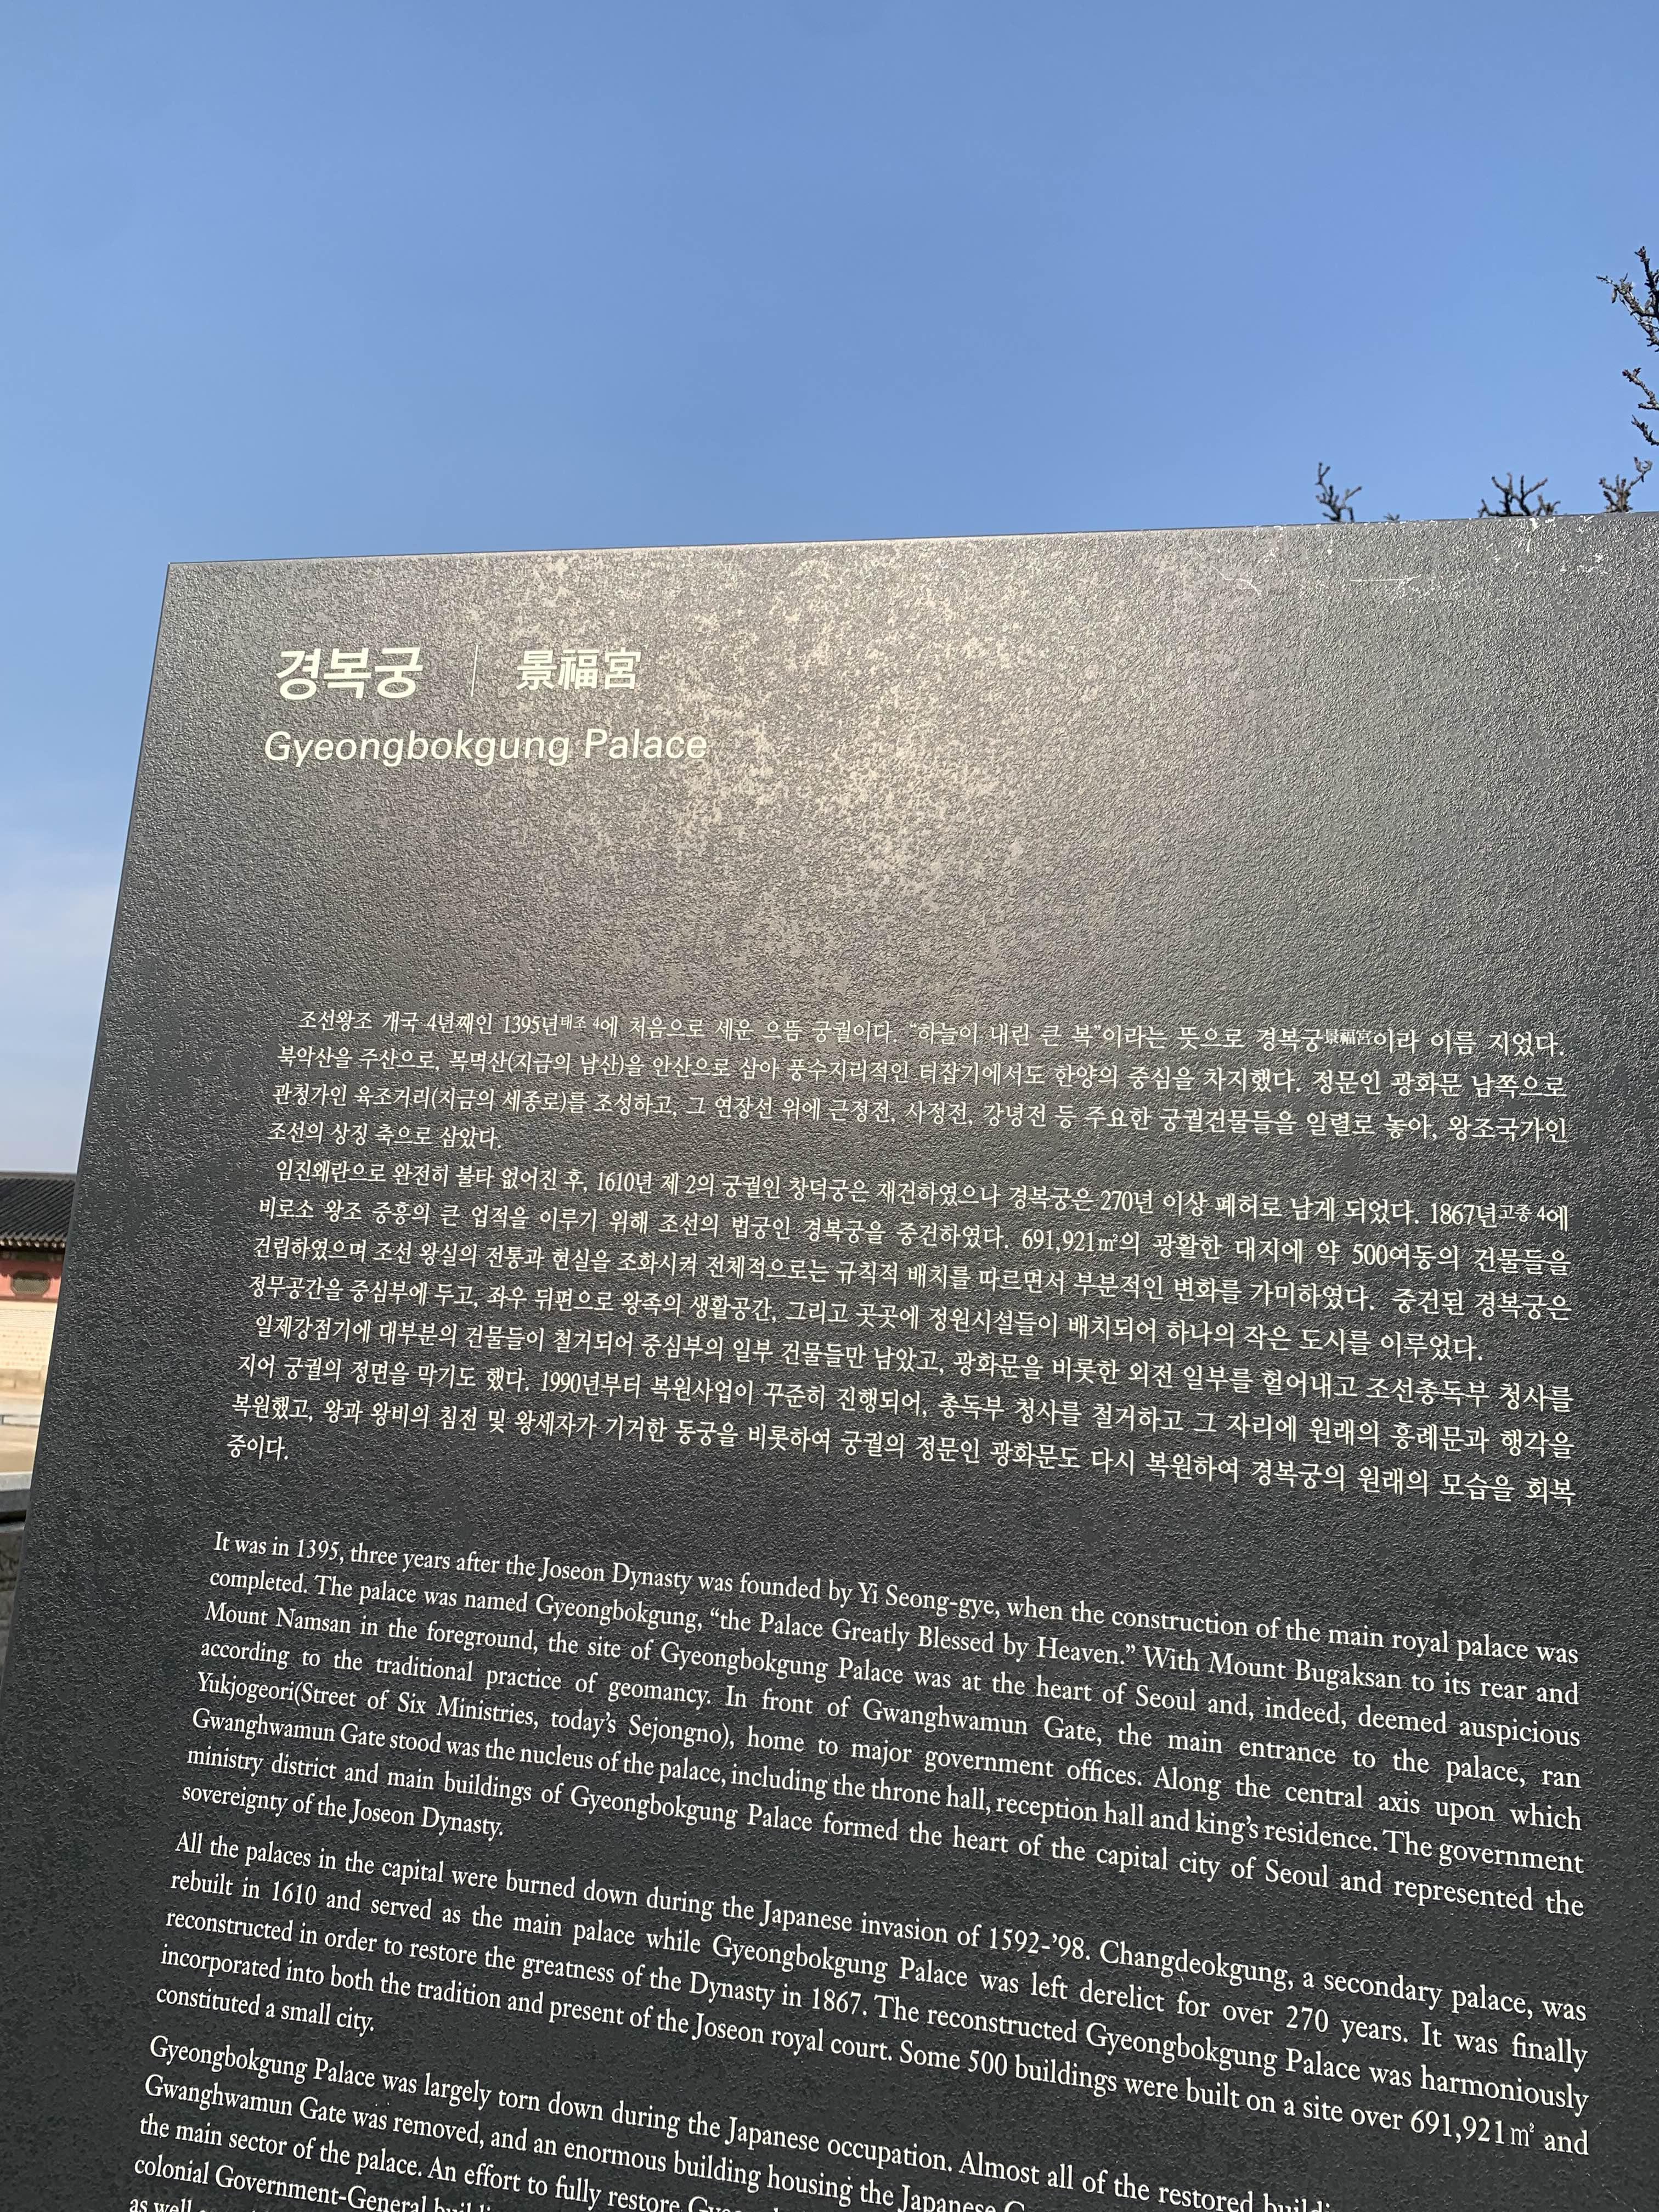 경복궁 | 景福宮
Gyeongbokgung Palace
조선왕조 개국 4년째인 1395년태조 4에 처음으로 세운 으뜸 궁궐이다. “하늘이 내린 큰 복”이라는 뜻으로 경복궁景福宮이라 이름 지었다.
북악산을 주산으로, 목멱산(지금의 남산)을 안산으로 삼아 풍수지리적인 터잡기에서도 한양의 중심을 차지했다. 정문인 광화문 남쪽으로
관청가인 육조거리(지금의 세종로)를 조성하고, 그 연장선 위에 근정전, 사정전, 강녕전 등 주요한 궁궐건물들을 일렬로 놓아, 왕조국가인
조선의 상징 축으로 삼았다.
임진왜란으로 완전히 불타 없어진 후, 1610년 제 2의 궁궐인 창덕궁은 재건하였으나 경복궁은 270년 이상 폐허로 남게 되었다. 1867년고종 4에
비로소 왕조 중흥의 큰 업적을 이루기 위해 조선의 법궁인 경복궁을 중건하였다. 691,921㎡의 광활한 대지에 약 500여동의 건물들을
건립하였으며 조선 왕실의 전통과 현실을 조화시켜 전체적으로는 규칙적 배치를 따르면서 부분적인 변화를 가미하였다. 중건된 경복궁은
정무공간을 중심부에 두고, 좌우 뒤편으로 왕족의 생활공간, 그리고 곳곳에 정원시설들이 배치되어 하나의 작은 도시를 이루었다.
일제강점기에 대부분의 건물들이 철거되어 중심부의 일부 건물들만 남았고, 광화문을 비롯한 외전 일부를 헐어내고 조선총독부 청사를
지어 궁궐의 정면을 막기도 했다. 1990년부터 복원사업이 꾸준히 진행되어, 총독부 청사를 철거하고 그 자리에 원래의 흥례문과 행각을
복원했고, 왕과 왕비의 침전 및 왕세자가 기거한 동궁을 비롯하여 궁궐의 정문인 광화문도 다시 복원하여 경복궁의 원래의 모습을 회복
중이다.
It was in 1395, three years after the Joseon Dynasty was founded by Yi Seong-gye, when the construction of the main royal palace was
completed. The palace was named Gyeongbokgung, “the Palace Greatly Blessed by Heaven.” With Mount Bugaksan to its rear and
Mount Namsan in the foreground, the site of Gyeongbokgung Palace was at the heart of Seoul and, indeed, deemed auspicious
according to the traditional practice of geomancy. In front of Gwanghwamun Gate, the main entrance to the palace, ran
Yukjogeori(Street of Six Ministries, today’s Sejongno), home to major government offices. Along the central axis upon which
Gwanghwamun Gate stood was the nucleus of the palace, including the throne hall, reception hall and king’s residence. The government
ministry district and main buildings of Gyeongbokgung Palace formed the heart of the capital city of Seoul and represented the
sovereignty of the Joseon Dynasty.
All the palaces in the capital were burned down during the Japanese invasion of 1592-’98. Changdeokgung, a secondary palace, was
rebuilt in 1610 and served as the main palace while Gyeongbokgung Palace was left derelict for over 270 years. It was finally
reconstructed in order to restore the greatness of the Dynasty in 1867. The reconstructed Gyeongbokgung Palace was harmoniously
incorporated into both the tradition and present of the Joseon royal court. Some 500 buildings were built on a site over 691,921㎡ and
constituted a small city.
Gyeongbokgung Palace was largely torn down during the Japanese occupation. Almost all of the restored
Gwanghwamun Gate was removed, and an enormous building housing the Japanese
the main sector of the palace. An effort to fully restore
colonial Government-General
as well